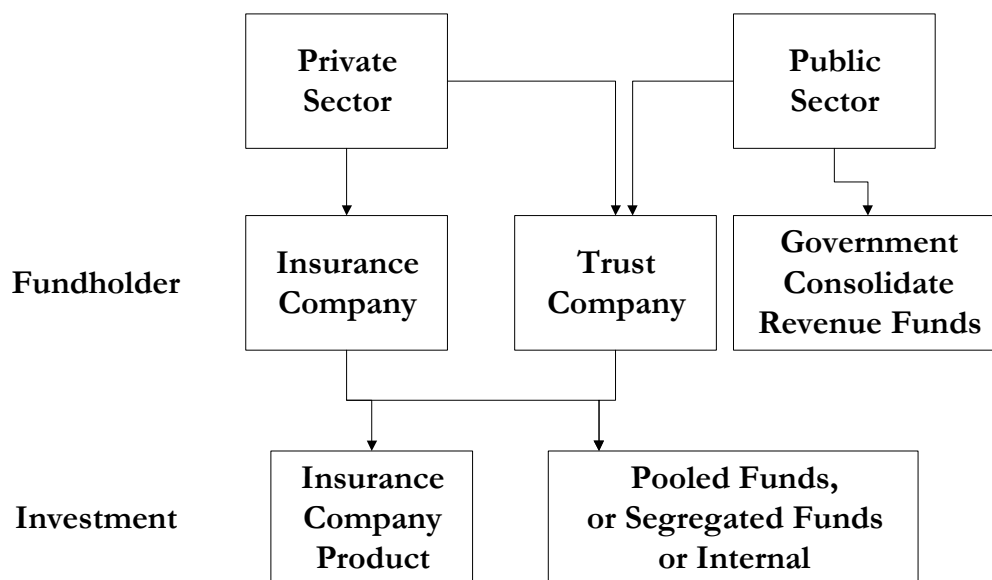 Private
Sector
Public
Sector
Fundholder
Insurance
Company
Trust
Company
Government
Consolidate
Revenue Funds
Investment
Insurance
Company
Product
Pooled Funds,
or Segregated Funds
or Internal